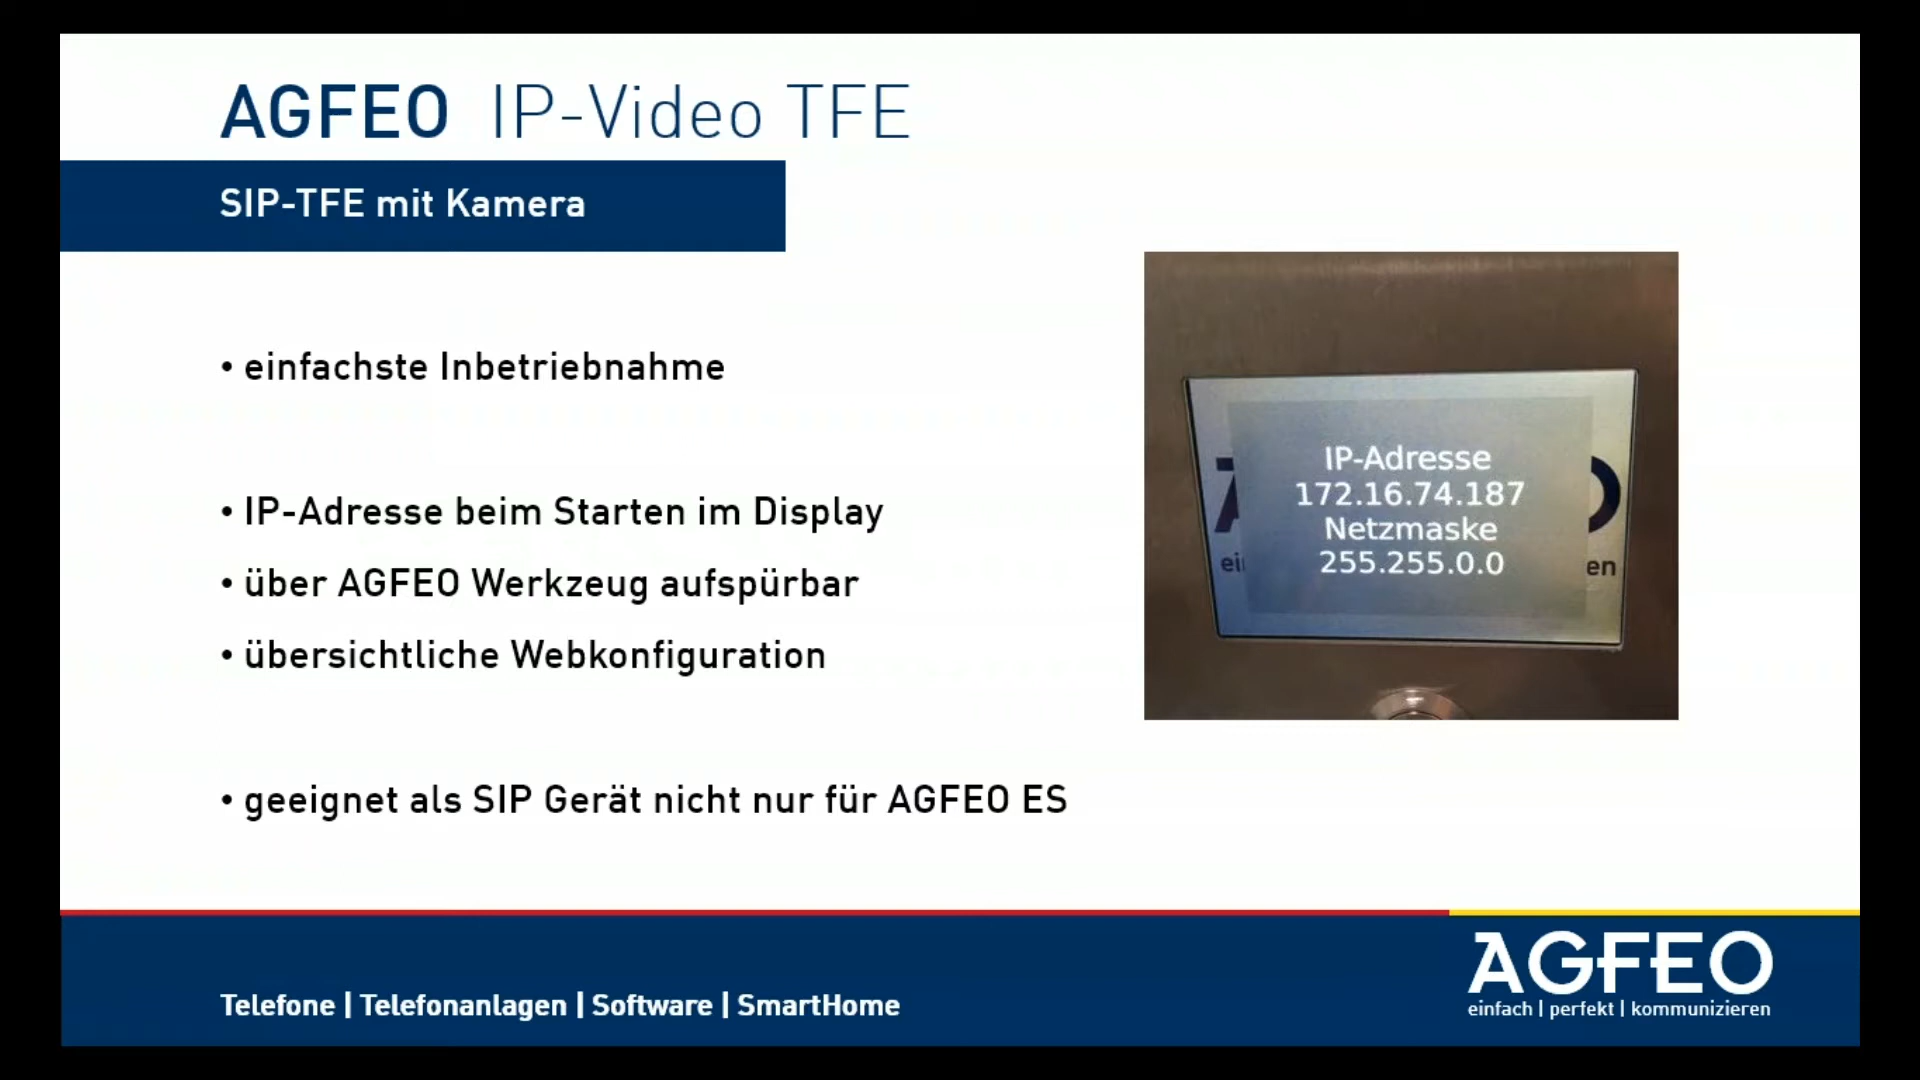 AGFEO IP-Video TFE
SIP-TFE mit Kamera
• einfachste Inbetriebnahme
• IP-Adresse beim Starten im Display
• über AGFEO Werkzeug aufspürbar
• übersichtliche Webkonfiguration
• geeignet als SIP Gerät nicht nur für AGFEO ES
IP-Adresse
172.16.74.187
Netzmaske
255.255.0.0
Telefone | Telefonanlagen | Software | SmartHome
AGFEO
einfach | perfekt | kommunizieren